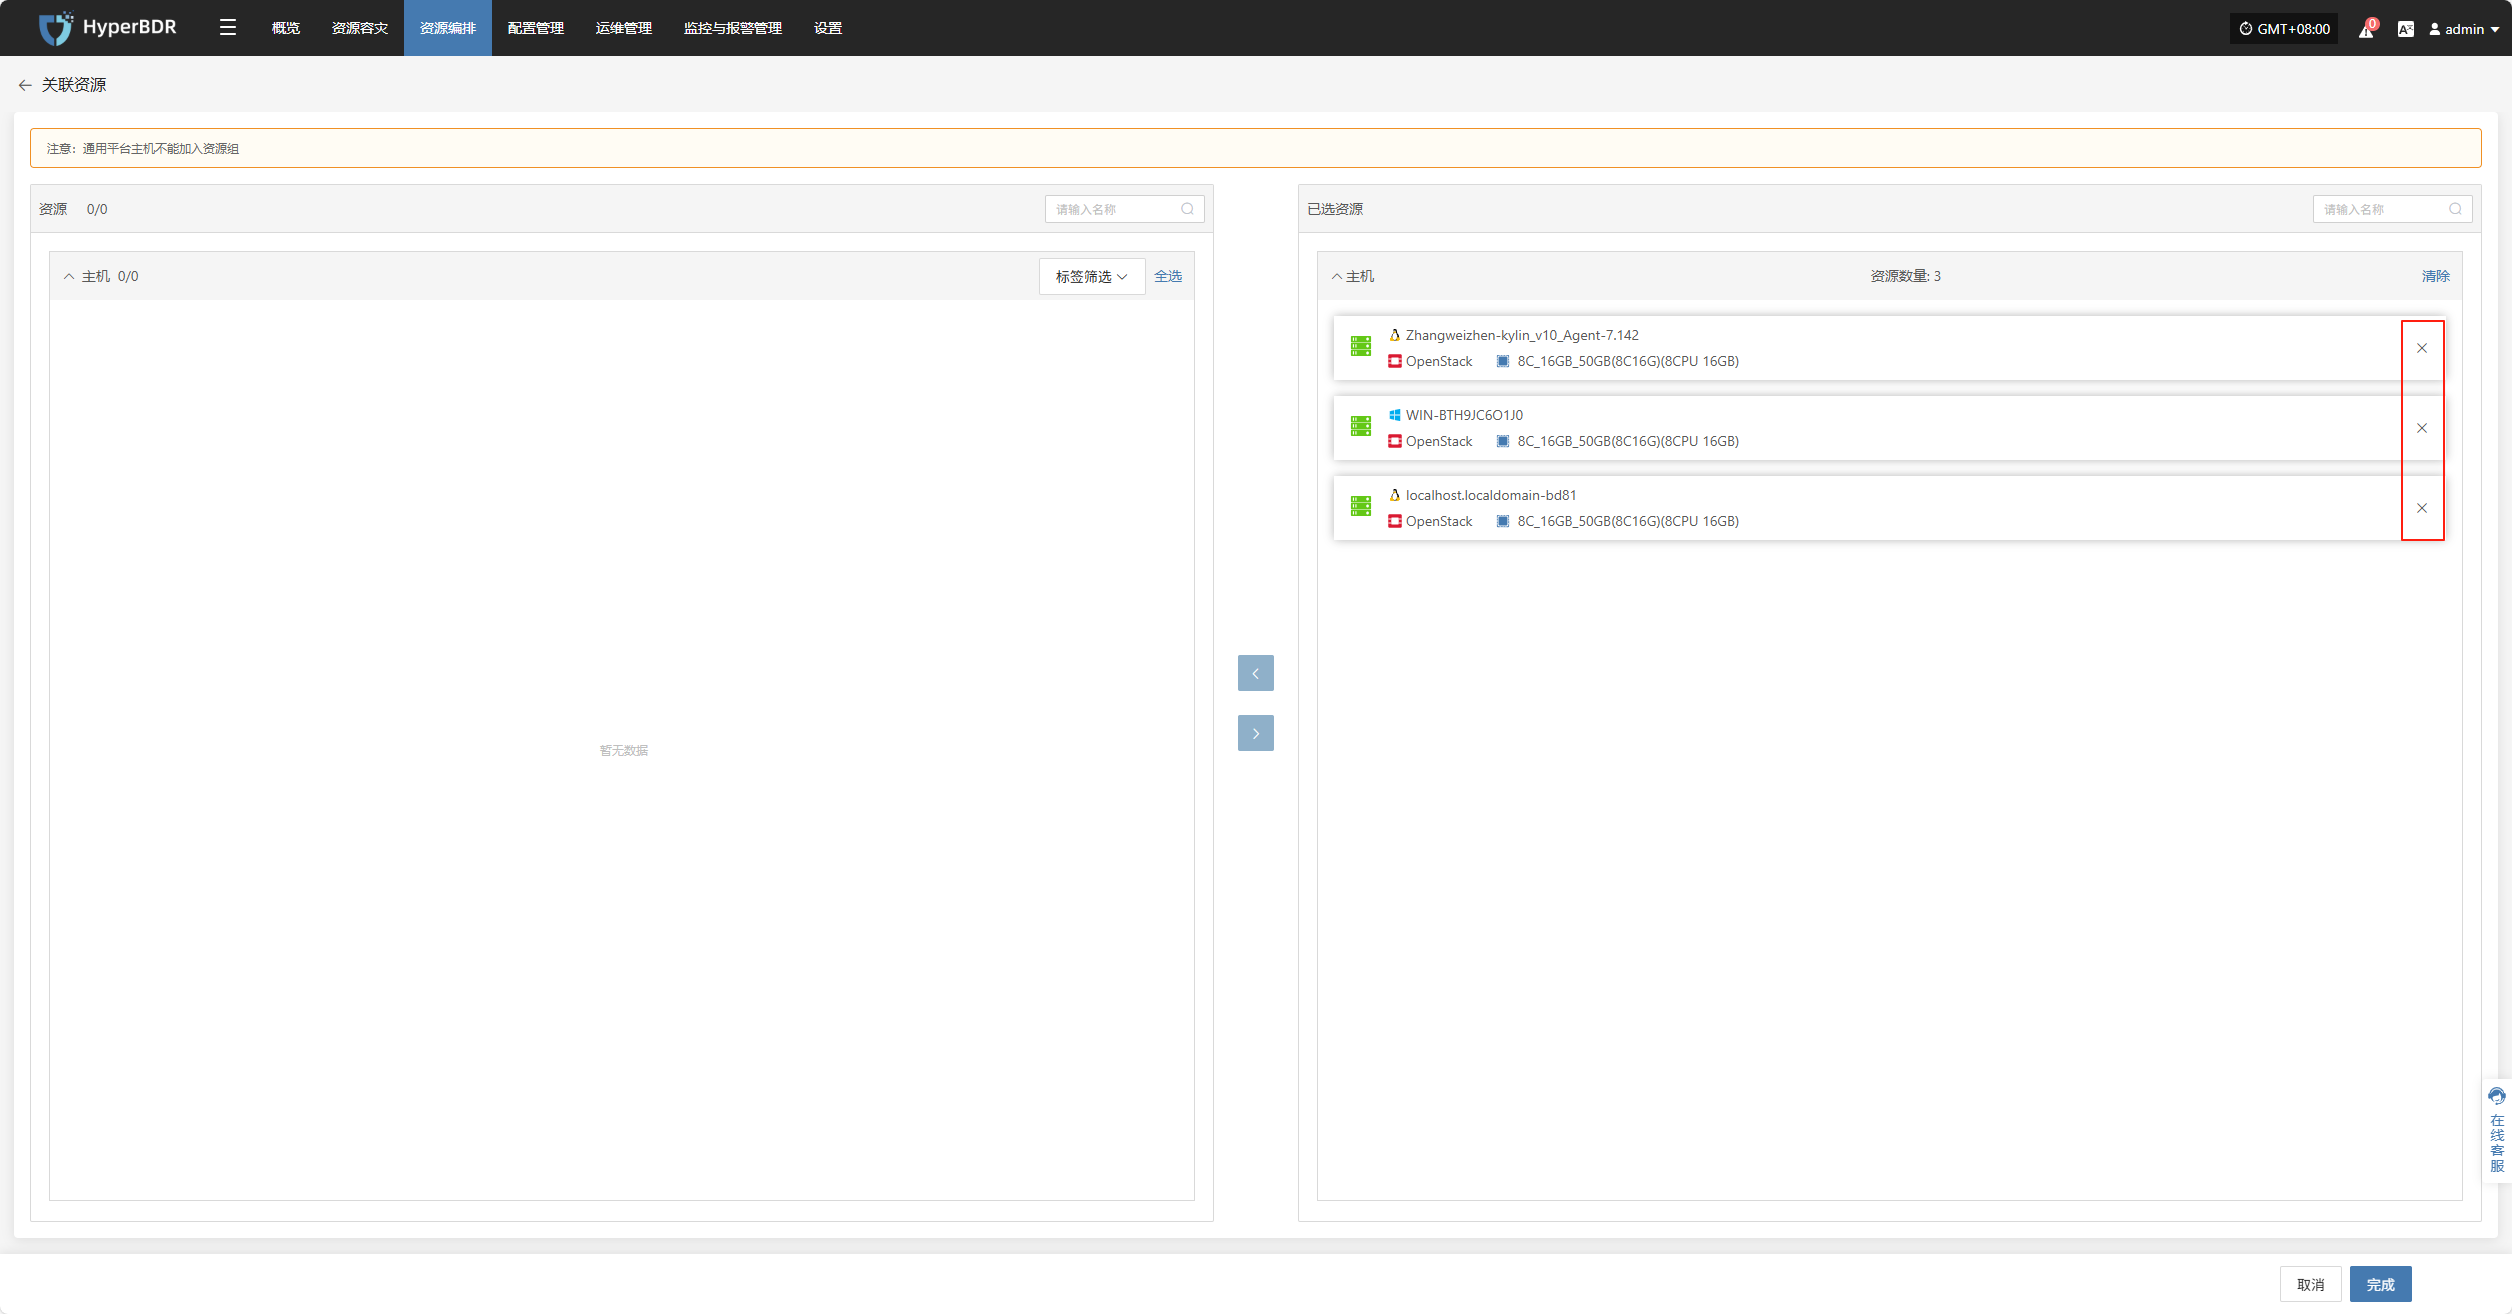 HyperBDR 概览 资源容灾 资源编排 配置管理 运维管理 监控与报警管理 设置 GMT+08:00 0 admin
关联资源
注意：通用平台主机不能加入资源组
资源 0/0 请输入名称
主机 0/0 标签筛选 全选
暂无数据
已选资源 请输入名称
主机 资源数量: 3 清除
Zhangweizhen-kylin_v10_Agent-7.142
OpenStack 8C_16GB_50GB(8C16G)(8CPU 16GB)
WIN-BTH9JC6O1J0
OpenStack 8C_16GB_50GB(8C16G)(8CPU 16GB)
localhost.localdomain-bd81
OpenStack 8C_16GB_50GB(8C16G)(8CPU 16GB)
在线客服
取消 完成